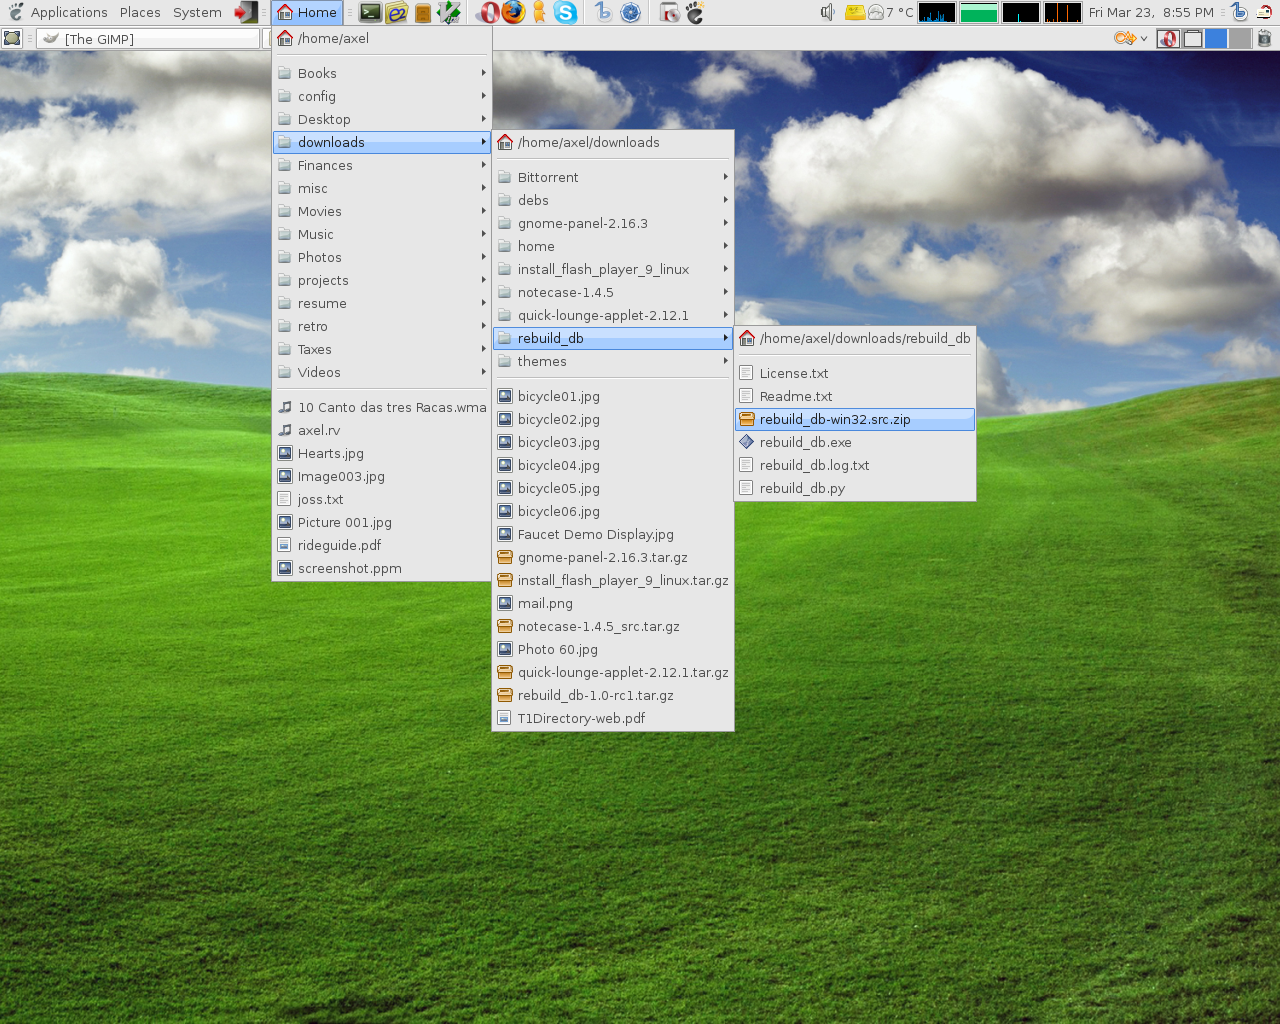 Applications Places System Home 7 °C Fri Mar 23, 8:55 PM
[The GIMP]
/home/axel
Books
config
Desktop
downloads
Finances
misc
Movies
Music
Photos
projects
resume
retro
Taxes
Videos
10 Canto das tres Racas.wma
axel.rv
Hearts.jpg
Image003.jpg
joss.txt
Picture 001.jpg
rideguide.pdf
screenshot.ppm
/home/axel/downloads
Bittorrent
debs
gnome-panel-2.16.3
home
install_flash_player_9_linux
notecase-1.4.5
quick-lounge-applet-2.12.1
rebuild_db
themes
bicycle01.jpg
bicycle02.jpg
bicycle03.jpg
bicycle04.jpg
bicycle05.jpg
bicycle06.jpg
Faucet Demo Display.jpg
gnome-panel-2.16.3.tar.gz
install_flash_player_9_linux.tar.gz
mail.png
notecase-1.4.5_src.tar.gz
Photo 60.jpg
quick-lounge-applet-2.12.1.tar.gz
rebuild_db-1.0-rc1.tar.gz
T1Directory-web.pdf
/home/axel/downloads/rebuild_db
License.txt
Readme.txt
rebuild_db-win32.src.zip
rebuild_db.exe
rebuild_db.log.txt
rebuild_db.py